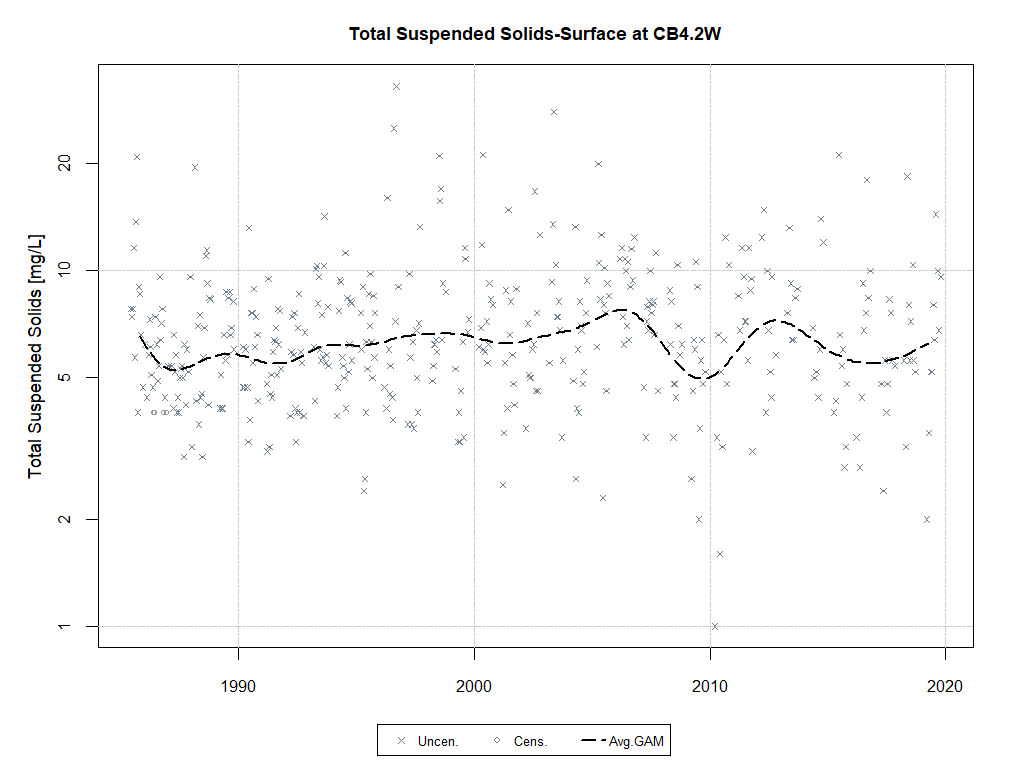 Total Suspended Solids-Surface at CB4.2W
Total Suspended Solids [mg/L]
20
10
5
2
1
1990 2000 2010 2020
Uncen. Cens. Avg.GAM